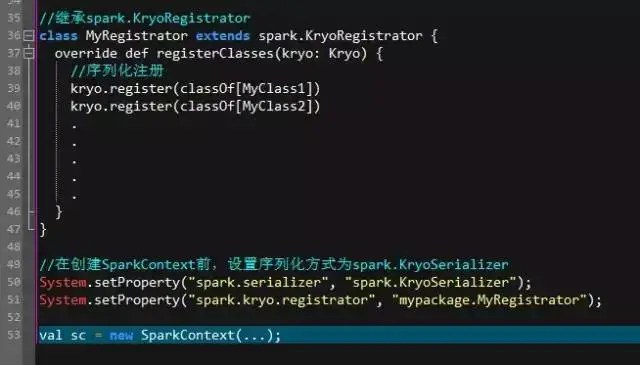 35 //继承spark.KryoRegistrator
36 class MyRegistrator extends spark.KryoRegistrator {
37 override def registerClasses(kryo: Kryo) {
38 //序列化注册
39 kryo.register(classOf[MyClass1])
40 kryo.register(classOf[MyClass2])
41 .
42 .
43 .
44 .
45 .
46 }
47 }
48
49 //在创建SparkContext前，设置序列化方式为spark.KryoSerializer
50 System.setProperty("spark.serializer", "spark.KryoSerializer");
51 System.setProperty("spark.kryo.registrator", "mypackage.MyRegistrator");
52
53 val sc = new SparkContext(...);